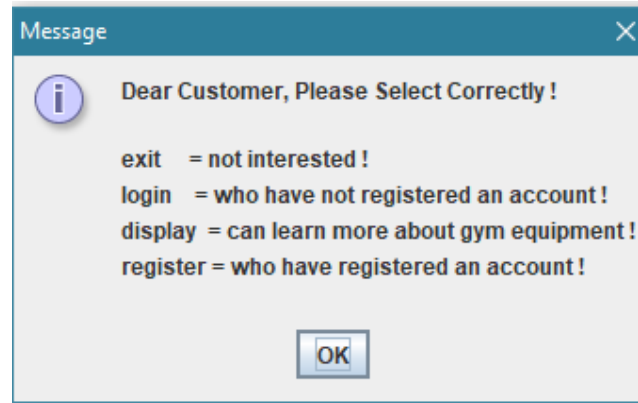 Message
Dear Customer, Please Select Correctly !
exit = not interested !
login = who have not registered an account !
display = can learn more about gym equipment !
register = who have registered an account !
OK